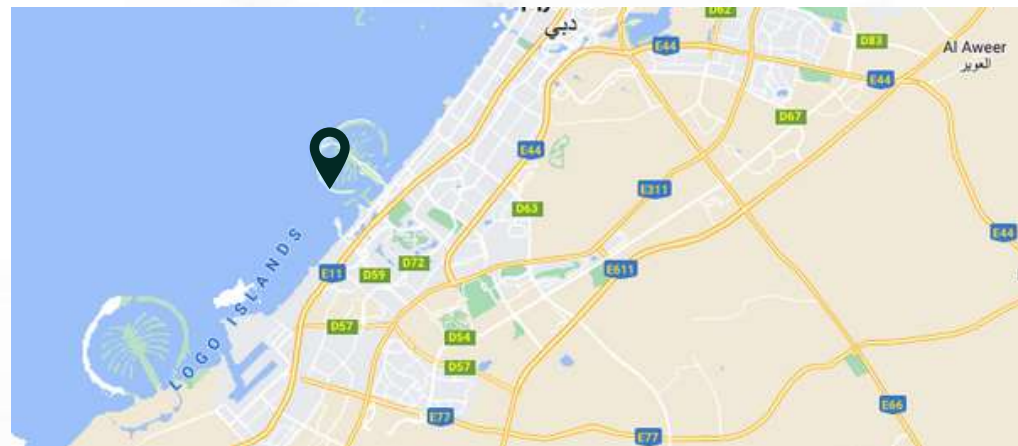 دبي
D62
E44
D83
Al Aweer
العوير
E44
D67
E44
E311
D63
E44
LOGO ISLANDS
E11
D59
D72
E611
D57
D54
D57
E66
E77
E77